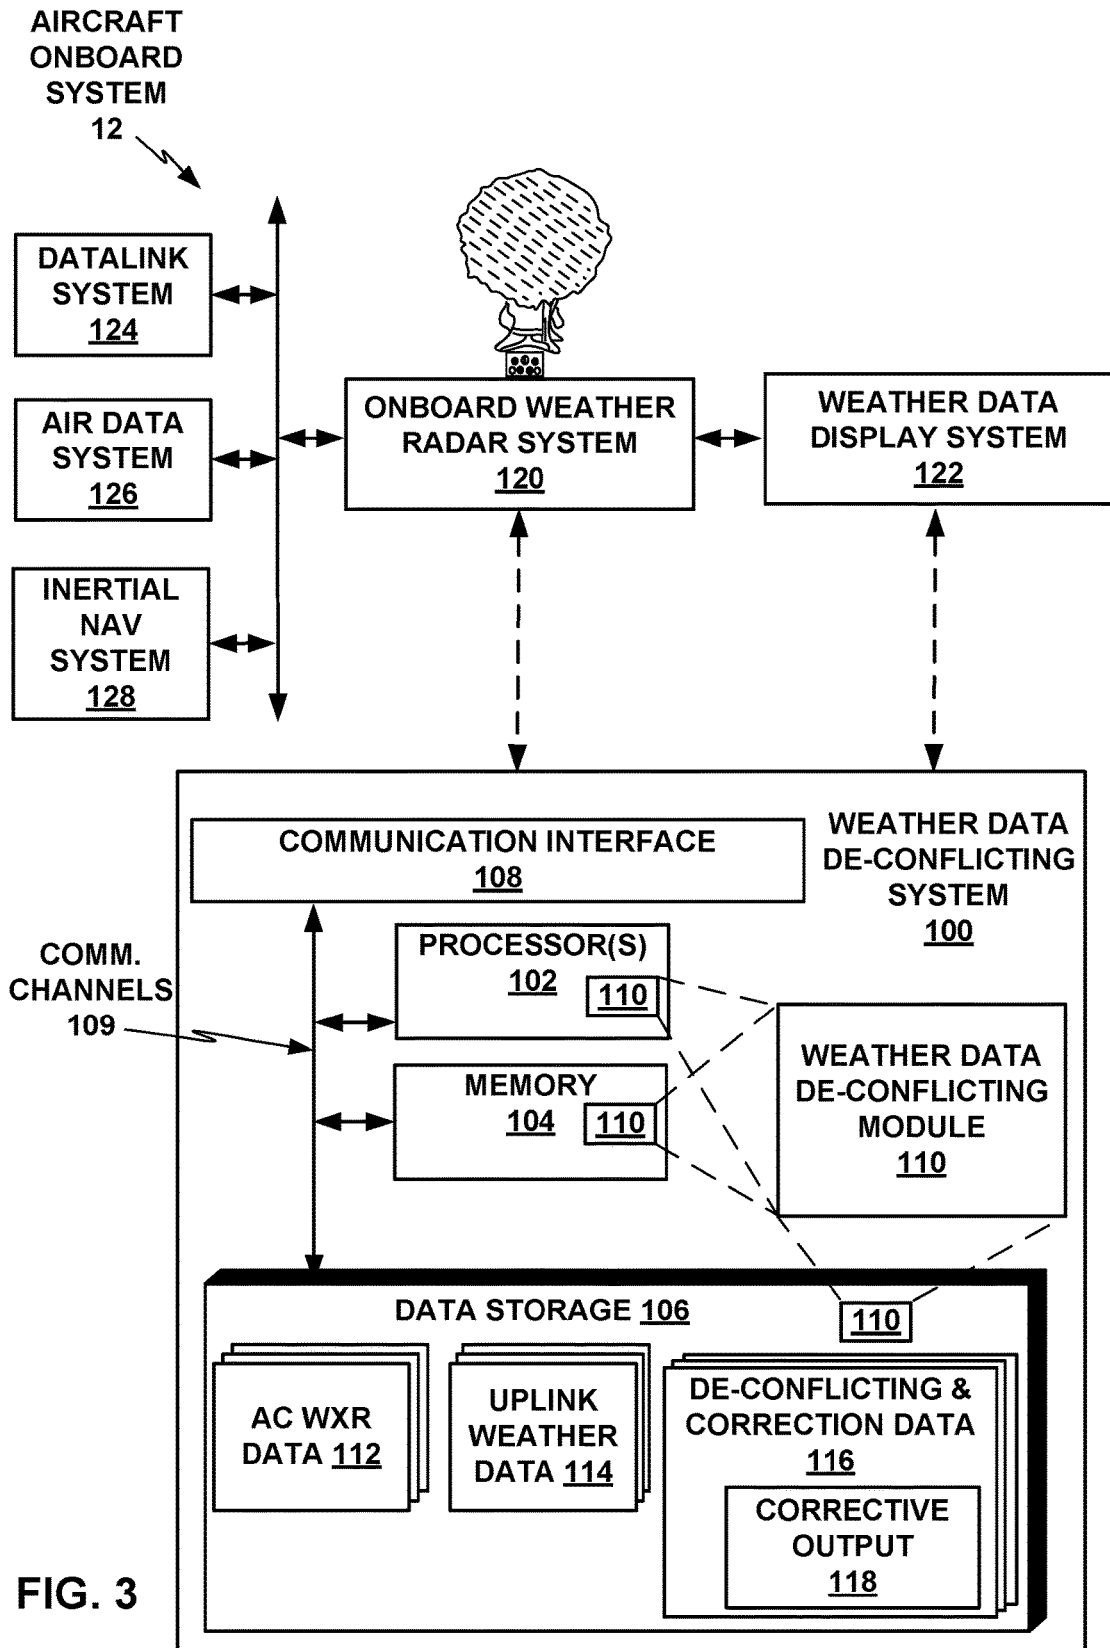 AIRCRAFT
ONBOARD
SYSTEM
12
DATALINK
SYSTEM
124
AIR DATA
SYSTEM
126
INERTIAL
NAV
SYSTEM
128
ONBOARD WEATHER
RADAR SYSTEM
120
WEATHER DATA
DISPLAY SYSTEM
122
COMMUNICATION INTERFACE
108
WEATHER DATA
DE-CONFLICTING
SYSTEM
100
COMM.
CHANNELS
109
PROCESSOR(S)
102
110
MEMORY
104
110
WEATHER DATA
DE-CONFLICTING
MODULE
110
DATA STORAGE 106
110
AC WXR
DATA 112
UPLINK
WEATHER
DATA 114
DE-CONFLICTING &
CORRECTION DATA
116
CORRECTIVE
OUTPUT
118
FIG. 3